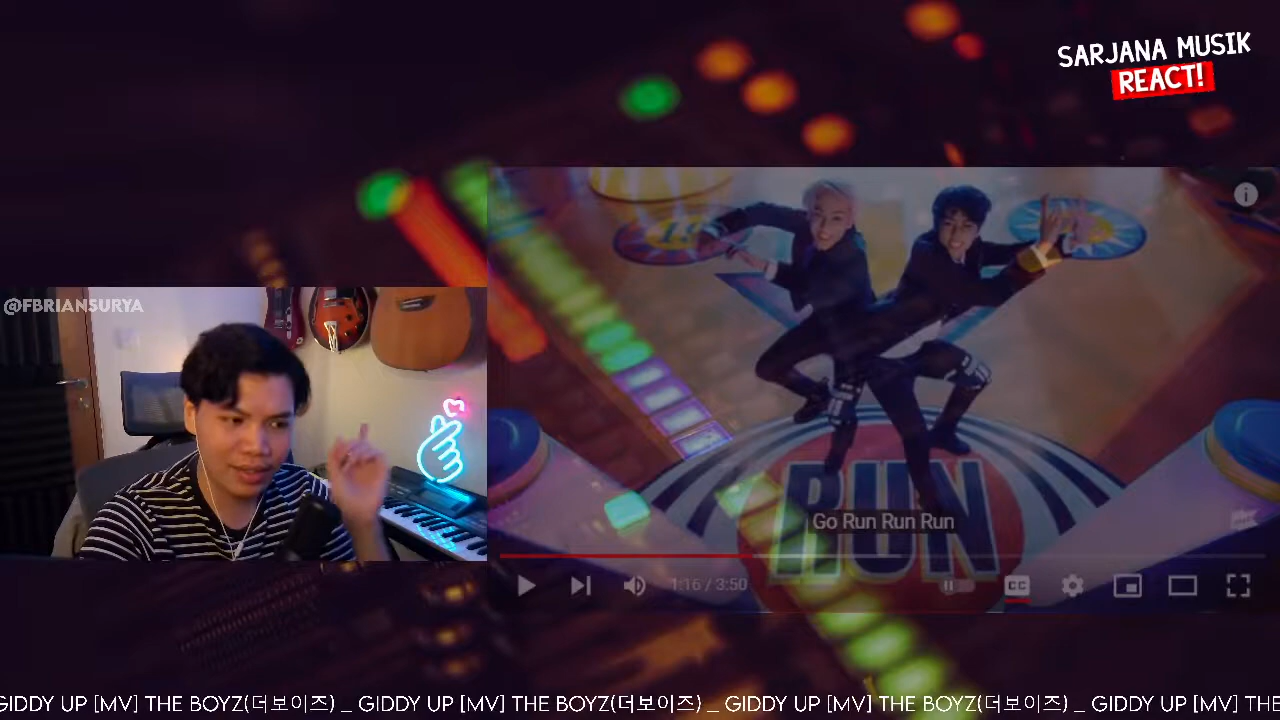 SARJANA MUSIK
REACT!
@FBRIANSURYA
RUN
Go Run Run Run
1:16 / 3:50
CC
GIDDY UP [MV] THE BOYZ(더보이즈) _ GIDDY UP [MV] THE BOYZ(더보이즈) _ GIDDY UP [MV] THE BOYZ(더보이즈) _ GIDDY UP [MV] THE